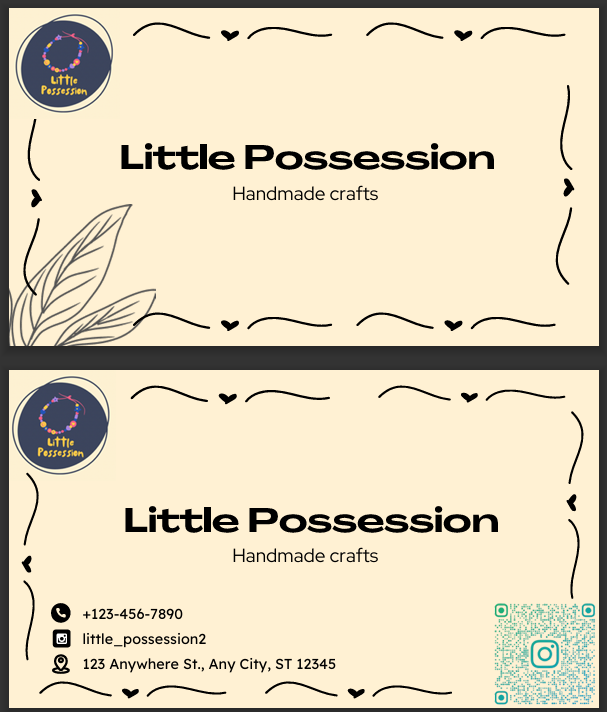 Little
Possession
Little Possession
Handmade crafts
Little
Possession
Little Possession
Handmade crafts
+123-456-7890
little_possession2
123 Anywhere St., Any City, ST 12345